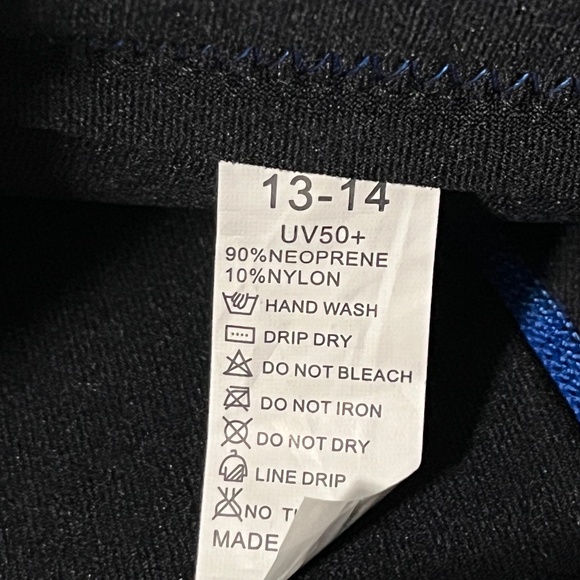 13-14
UV50+
90%NEOPRENE
10%NYLON
HAND WASH
DRIP DRY
DO NOT BLEACH
DO NOT IRON
DO NOT DRY
LINE DRIP
NO
MADE